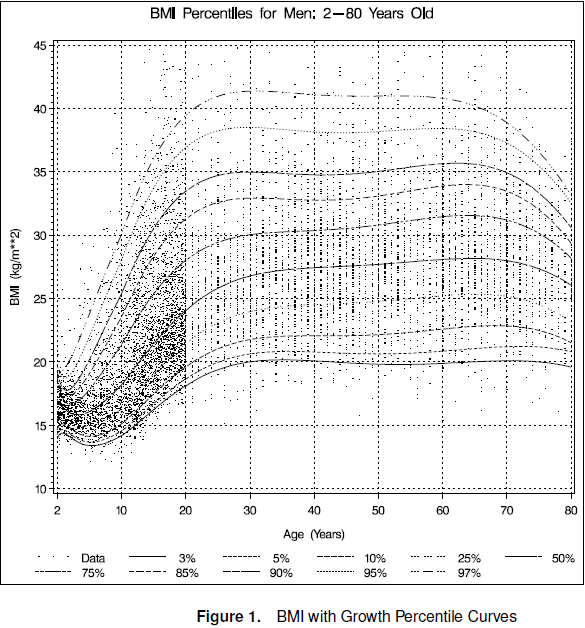 BMI Percentiles for Men: 2–80 Years Old
45
40
35
30
25
20
15
10
BMI (kg/m**2)
2 10 20 30 40 50 60 70 80
Age (Years)
Data 3% 5% 10% 25% 50%
75% 85% 90% 95% 97%
Figure 1. BMI with Growth Percentile Curves